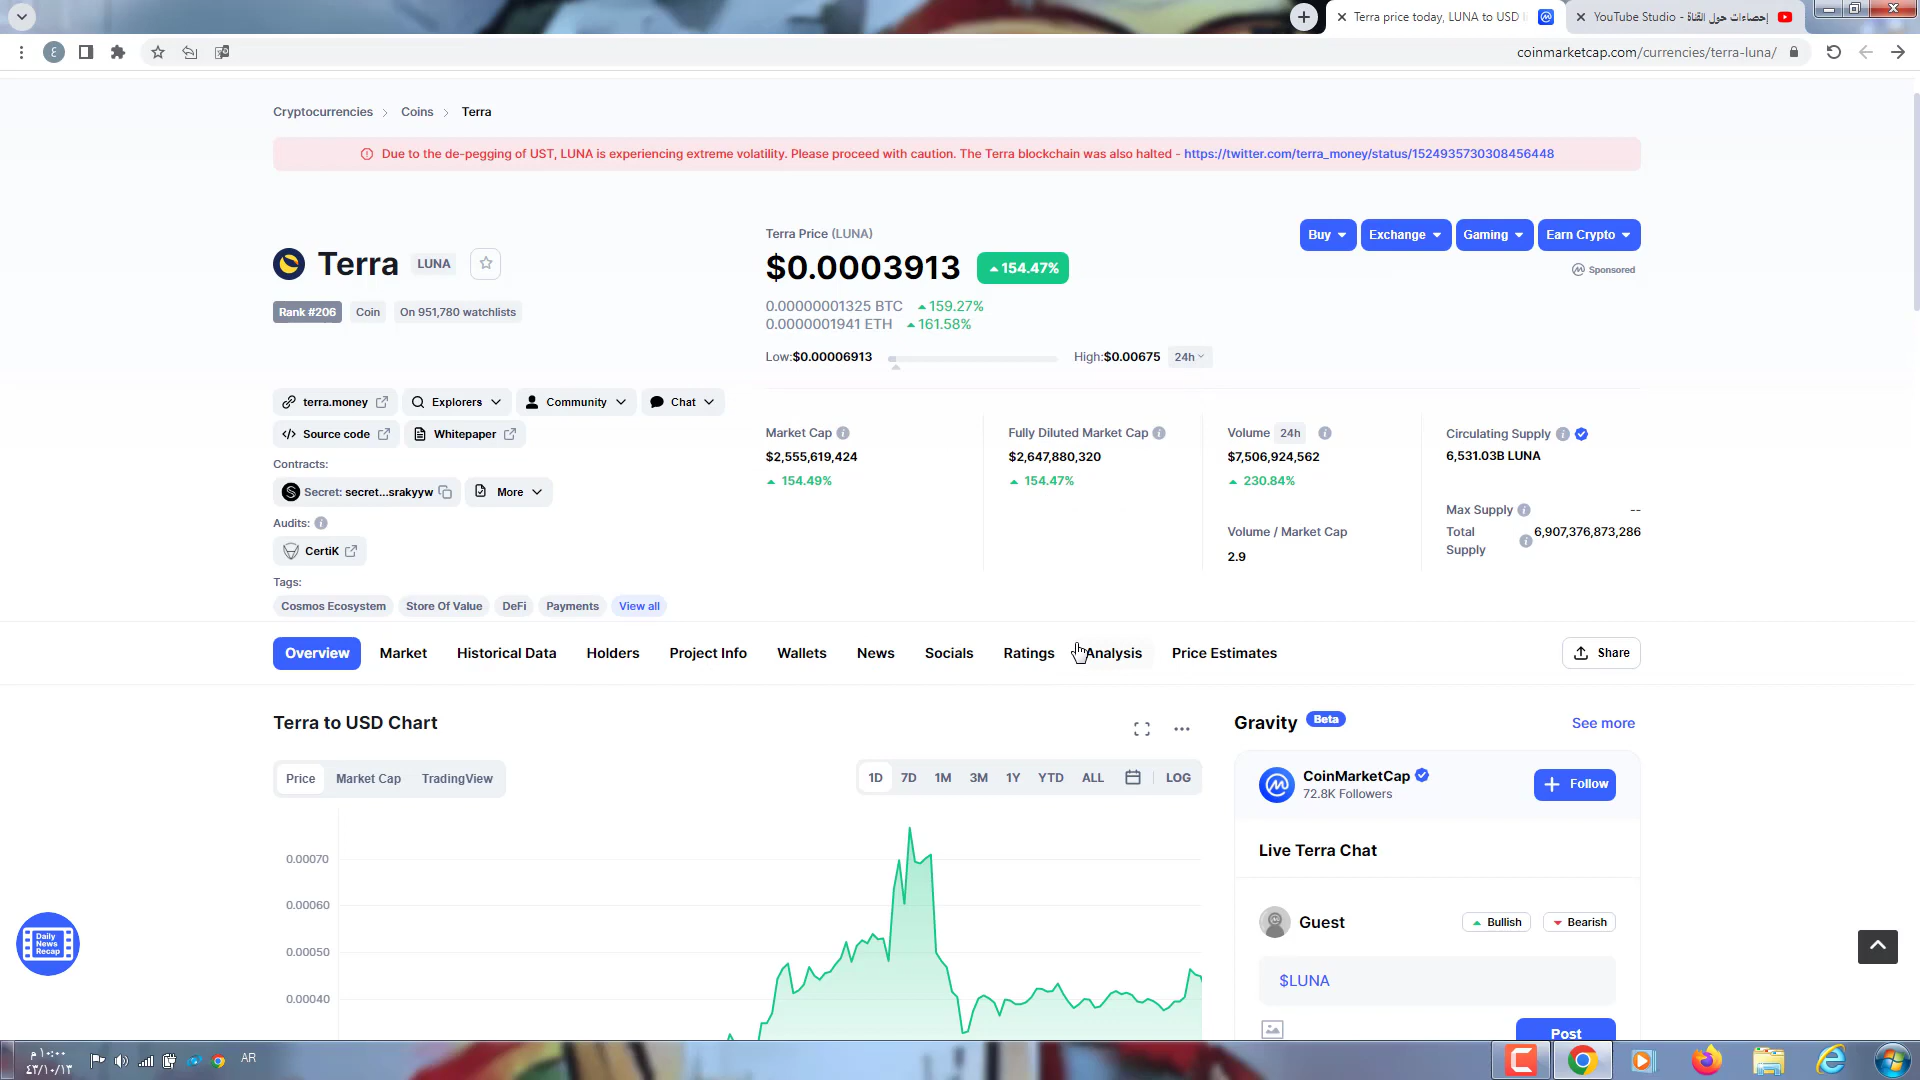 Terra price today, LUNA to USD
YouTube Studio - إحصاءات حول القناة
coinmarketcap.com/currencies/terra-luna/
Cryptocurrencies > Coins > Terra
Due to the de-pegging of UST, LUNA is experiencing extreme volatility. Please proceed with caution. The Terra blockchain was also halted - https://twitter.com/terra_money/status/1524935730308456448
Terra LUNA
Rank #206 Coin On 951,780 watchlists
Terra Price (LUNA)
$0.0003913 154.47%
0.00000001325 BTC 159.27%
0.0000001941 ETH 161.58%
Low:$0.00006913 High:$0.00675 24h
Buy Exchange Gaming Earn Crypto
Sponsored
terra.money Explorers Community Chat
Source code Whitepaper
Contracts:
Secret: secret...srakyyw More
Audits:
CertiK
Tags:
Cosmos Ecosystem Store Of Value DeFi Payments View all
Market Cap
$2,555,619,424
154.49%
Fully Diluted Market Cap
$2,647,880,320
154.47%
Volume 24h
$7,506,924,562
230.84%
Volume / Market Cap
2.9
Circulating Supply
6,531.03B LUNA
Max Supply --
Total Supply 6,907,376,873,286
Overview Market Historical Data Holders Project Info Wallets News Socials Ratings Analysis Price Estimates Share
Terra to USD Chart
Price Market Cap TradingView
1D 7D 1M 3M 1Y YTD ALL LOG
0.00070
0.00060
0.00050
0.00040
Gravity Beta See more
CoinMarketCap
72.8K Followers
Follow
Live Terra Chat
Guest Bullish Bearish
$LUNA
Post
Daily
News
Recap
١٠:٠٠ م
٤٣/١٠/١٣
AR